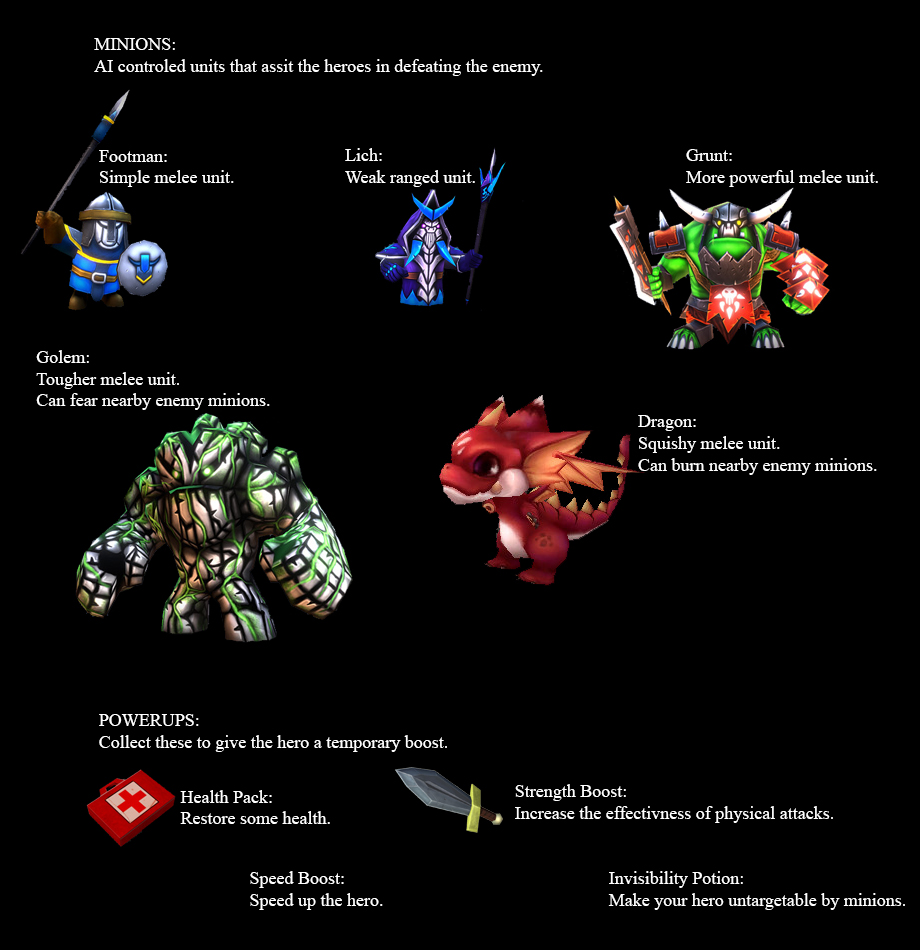 MINIONS:
AI controled units that assit the heroes in defeating the enemy.
Footman:
Simple melee unit.
Lich:
Weak ranged unit.
Grunt:
More powerful melee unit.
Golem:
Tougher melee unit.
Can fear nearby enemy minions.
Dragon:
Squishy melee unit.
Can burn nearby enemy minions.
POWERUPS:
Collect these to give the hero a temporary boost.
Health Pack:
Restore some health.
Strength Boost:
Increase the effectivness of physical attacks.
Speed Boost:
Speed up the hero.
Invisibility Potion:
Make your hero untargetable by minions.